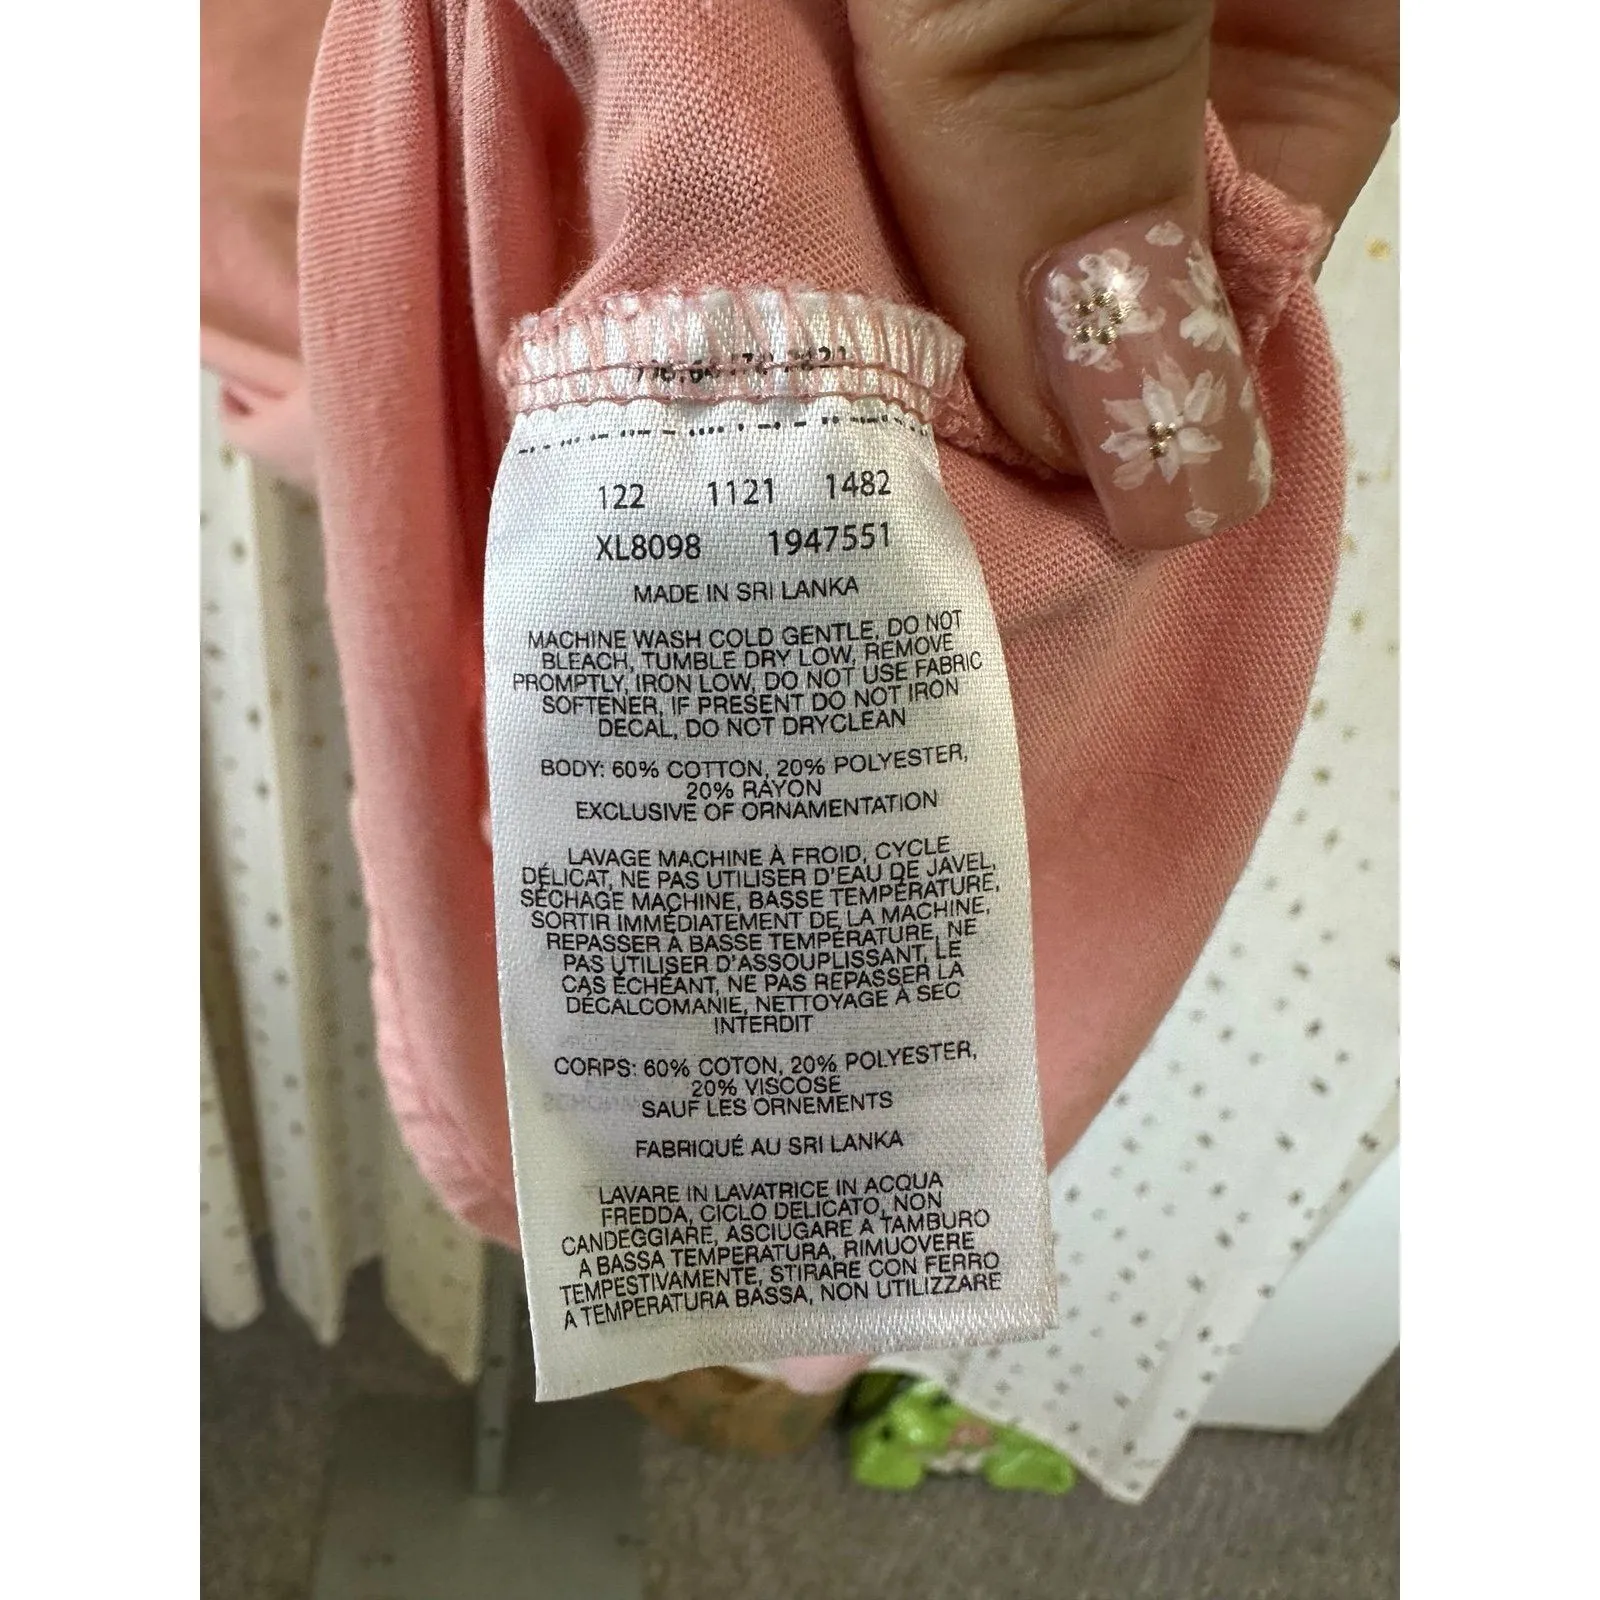 122 1121 1482
XL8098 1947551
MADE IN SRI LANKA
MACHINE WASH COLD GENTLE, DO NOT
BLEACH, TUMBLE DRY LOW, REMOVE
PROMPTLY, IRON LOW, DO NOT USE FABRIC
SOFTENER, IF PRESENT DO NOT IRON
DECAL, DO NOT DRYCLEAN
BODY: 60% COTTON, 20% POLYESTER,
20% RAYON
EXCLUSIVE OF ORNAMENTATION
LAVAGE MACHINE À FROID, CYCLE
DÉLICAT, NE PAS UTILISER D'EAU DE JAVEL,
SÉCHAGE MACHINE, BASSE TEMPÉRATURE,
SORTIR IMMÉDIATEMENT DE LA MACHINE,
REPASSER À BASSE TEMPÉRATURE, NE
PAS UTILISER D'ASSOUPLISSANT, LE
CAS ÉCHÉANT, NE PAS REPASSER LA
DÉCALCOMANIE, NETTOYAGE À SEC
INTERDIT
CORPS: 60% COTON, 20% POLYESTER,
20% VISCOSE
SAUF LES ORNEMENTS
FABRIQUÉ AU SRI LANKA
LAVARE IN LAVATRICE IN ACQUA
FREDDA, CICLO DELICATO, NON
CANDEGGIARE, ASCIUGARE A TAMBURO
A BASSA TEMPERATURA, RIMUOVERE
TEMPESTIVAMENTE, STIRARE CON FERRO
A TEMPERATURA BASSA, NON UTILIZZARE